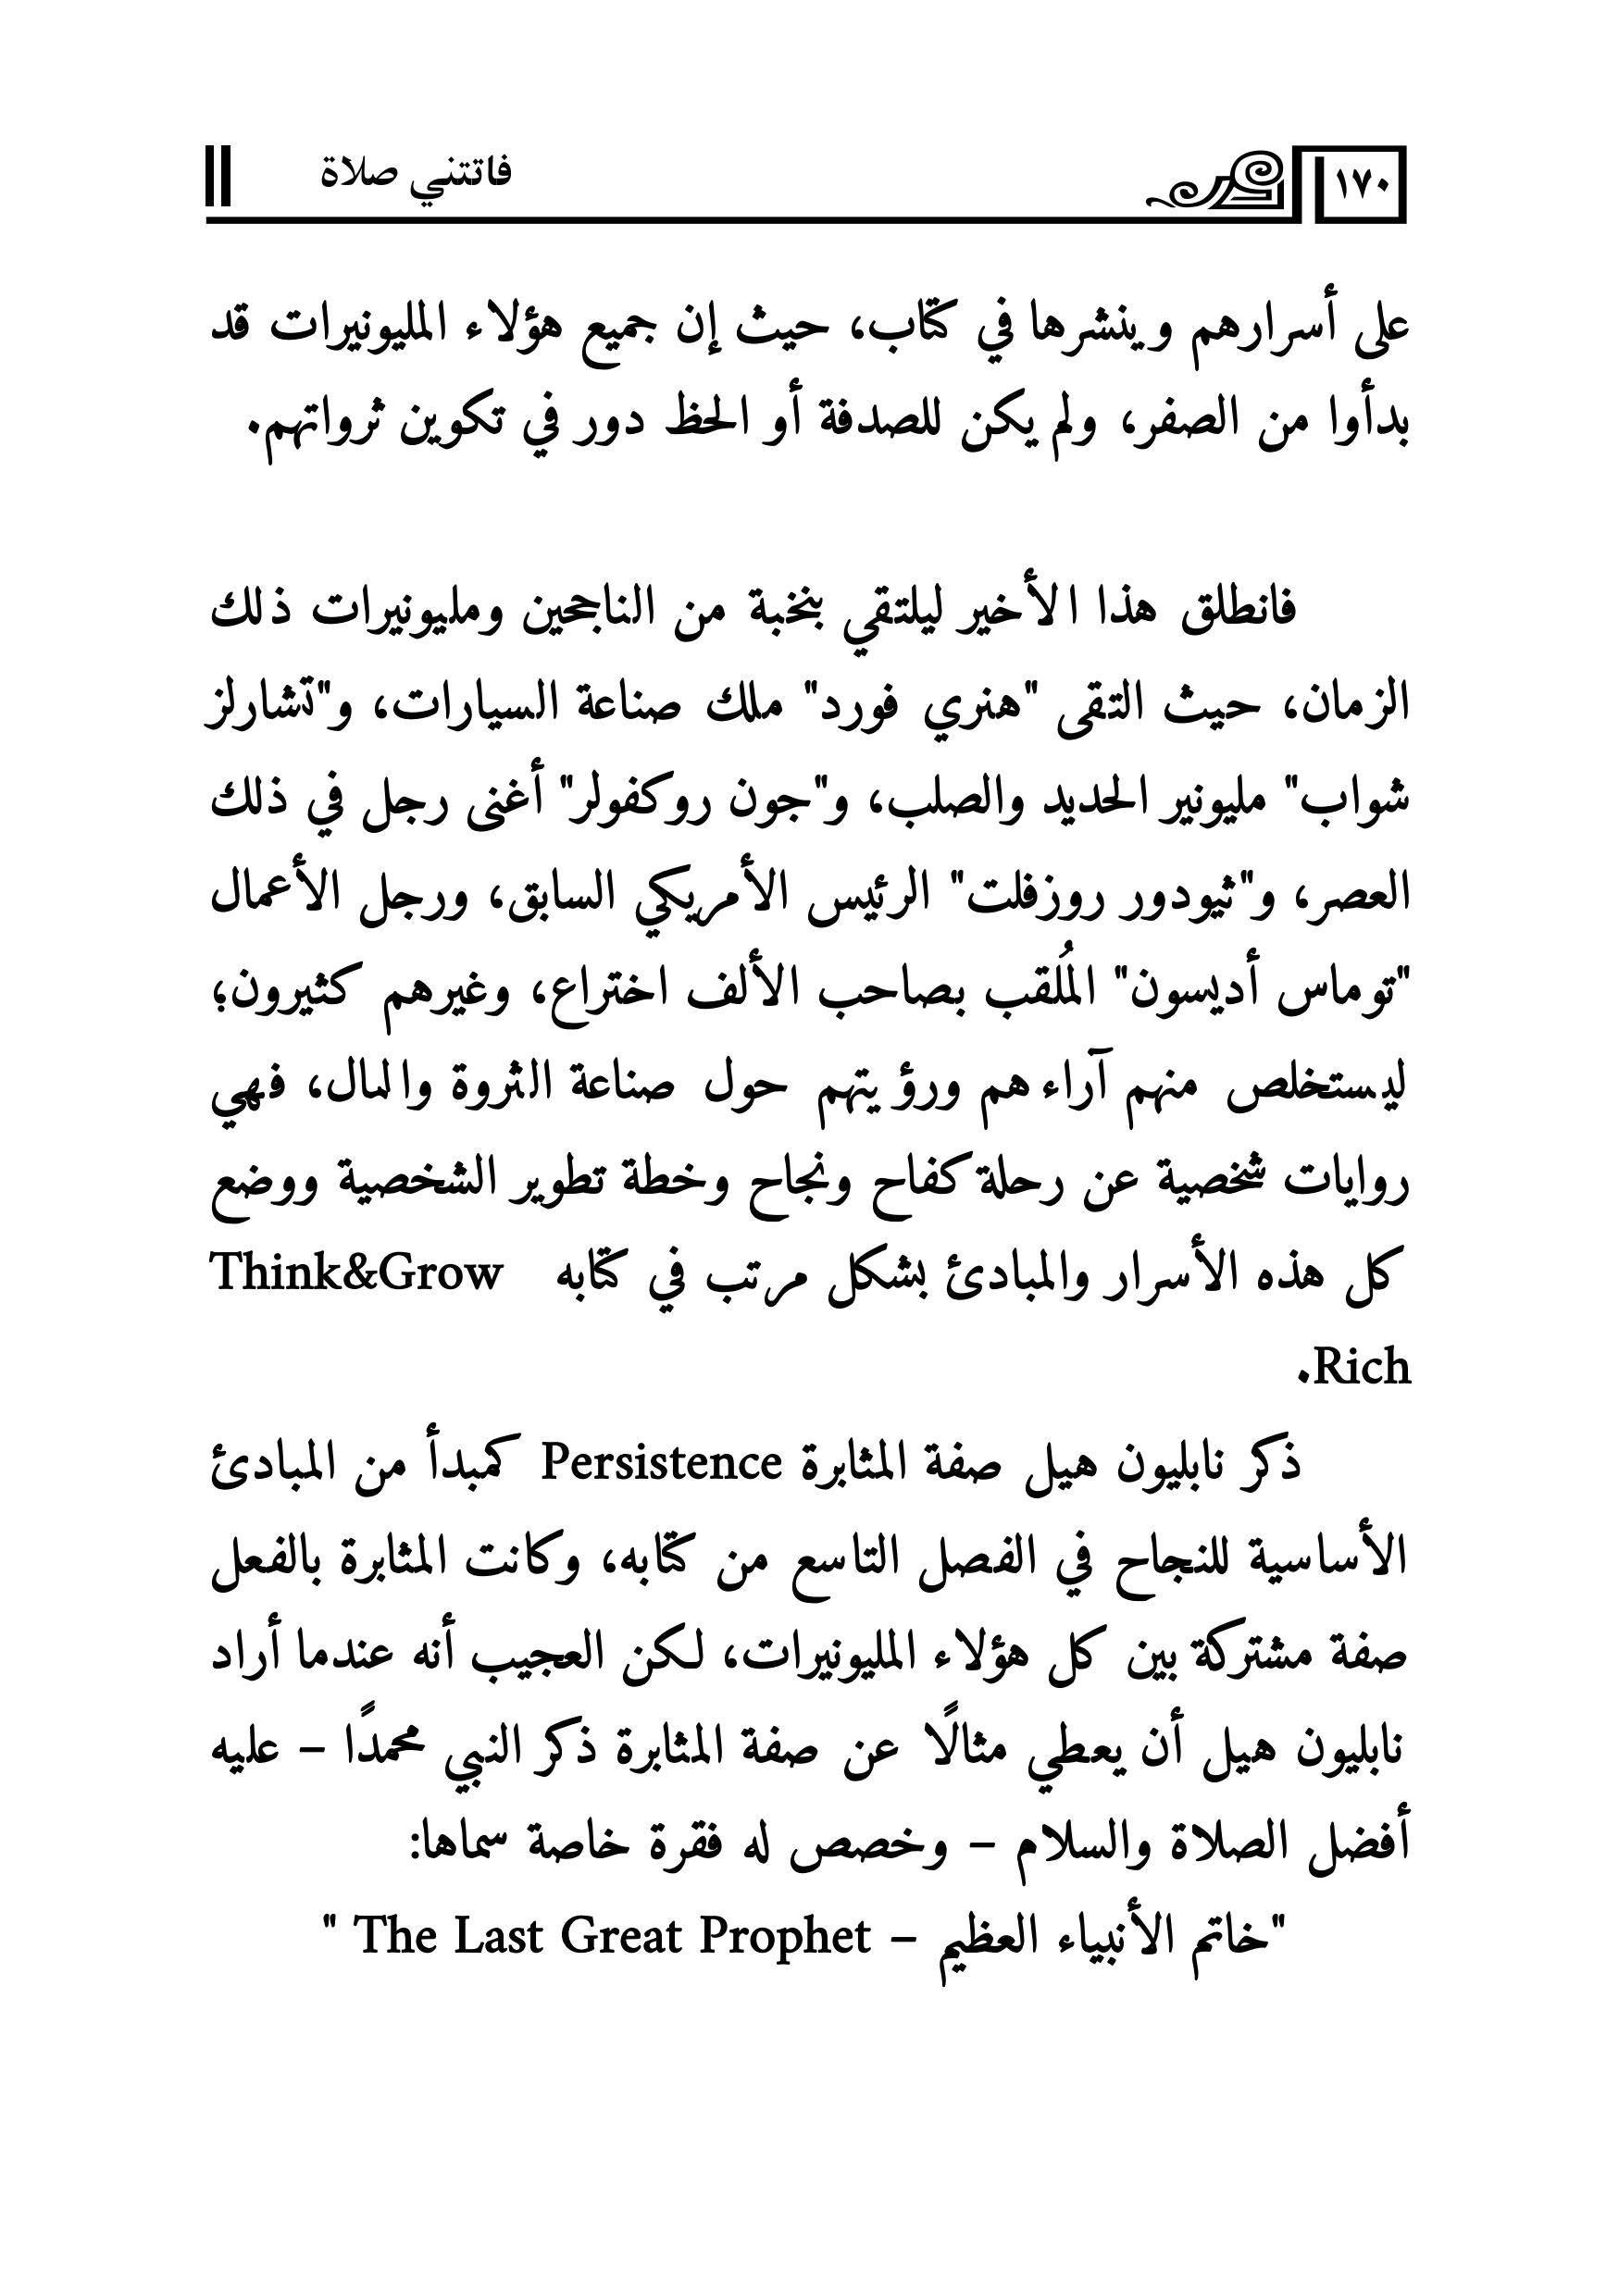 ١٧٠
فاتتني صلاة
على أسرارهم وينشرها في كتاب، حيث إن جميع هؤلاء المليونيرات قد
بدأوا من الصفر، ولم يكن للصدفة أو الحظ دور في تكوين ثرواتهم.
فانطلق هذا الأخير ليلتقي بنخبة من الناجحين ومليونيرات ذلك
الزمان، حيث التقى "هنري فورد" ملك صناعة السيارات، و"تشارلز
شواب" مليونير الحديد والصلب، و"جون روكفولر" أغنى رجل في ذلك
العصر، و"ثيودور روزفلت" الرئيس الأمريكي السابق، ورجل الأعمال
"توماس أديسون" المُلقب بصاحب الألف اختراع، وغيرهم كثيرون؛
ليستخلص منهم آراءهم ورؤيتهم حول صناعة الثروة والمال، فهي
روايات شخصية عن رحلة كفاح ونجاح وخطة تطوير الشخصية ووضع
كل هذه الأسرار والمبادئ بشكل مرتب في كتابه Think&Grow
Rich.
ذكر نابليون هيل صفة المثابرة Persistence كمبدأ من المبادئ
الأساسية للنجاح في الفصل التاسع من كتابه، وكانت المثابرة بالفعل
صفة مشتركة بين كل هؤلاء المليونيرات، لكن العجيب أنه عندما أراد
نابليون هيل أن يعطي مثالًا عن صفة المثابرة ذكر النبي محمدًا – عليه
أفضل الصلاة والسلام – وخصص له فقرة خاصة سماها:
"خاتم الأنبياء العظيم – The Last Great Prophet "